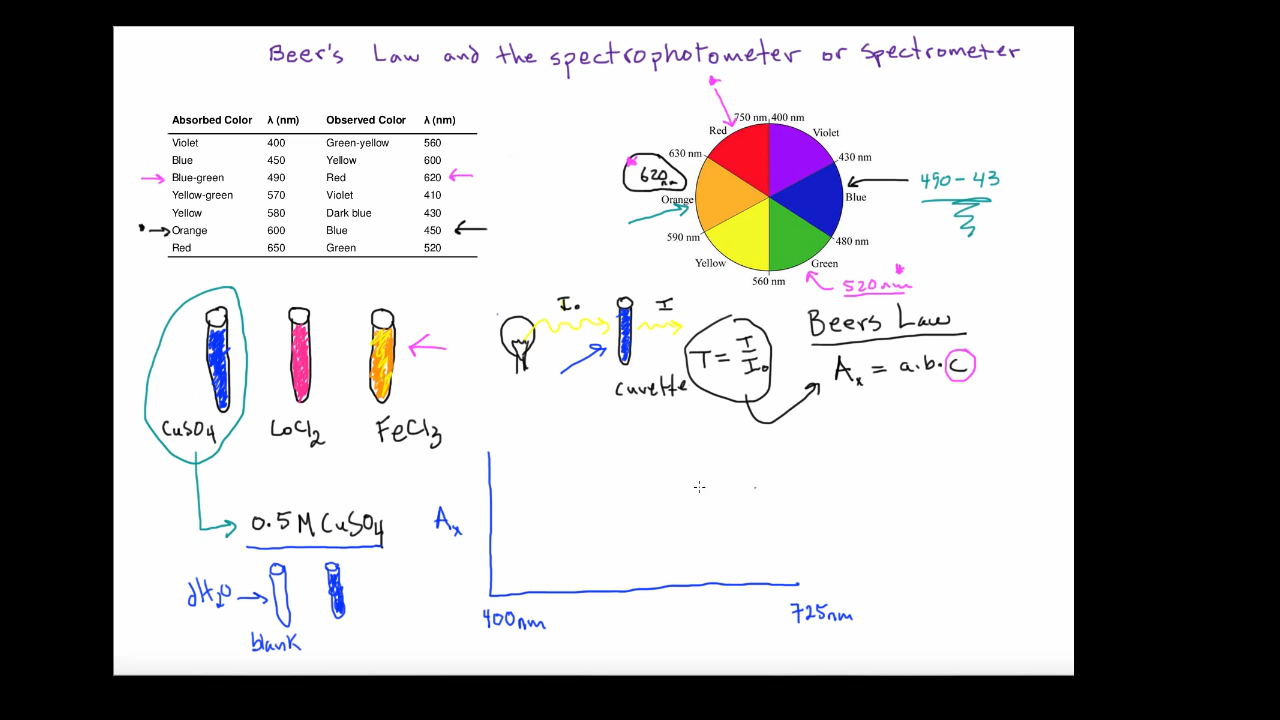 Beer's Law and the spectrophotometer or spectrometer
Absorbed Color λ (nm) Observed Color λ (nm)
Violet 400 Green-yellow 560
Blue 450 Yellow 600
Blue-green 490 Red 620
Yellow-green 570 Violet 410
Yellow 580 Dark blue 430
Orange 600 Blue 450
Red 650 Green 520
750 nm 400 nm
Red
Violet
630 nm
430 nm
620 nm
490-43
Orange
Blue
590 nm
480 nm
Yellow
Green
560 nm
520nm*
I₀
I
T = I/I₀
cuvette
Beers Law
Aₓ = a.b.c
CuSO4
CoCl2
FeCl3
0.5 M CuSO4
dH2O
blank
Aₓ
400nm
725nm